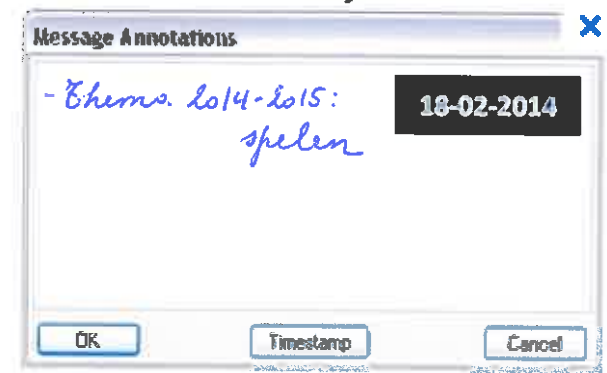 Message Annotations
- Thema 2014-2015:
spelen
18-02-2014
OK
Timestamp
Cancel